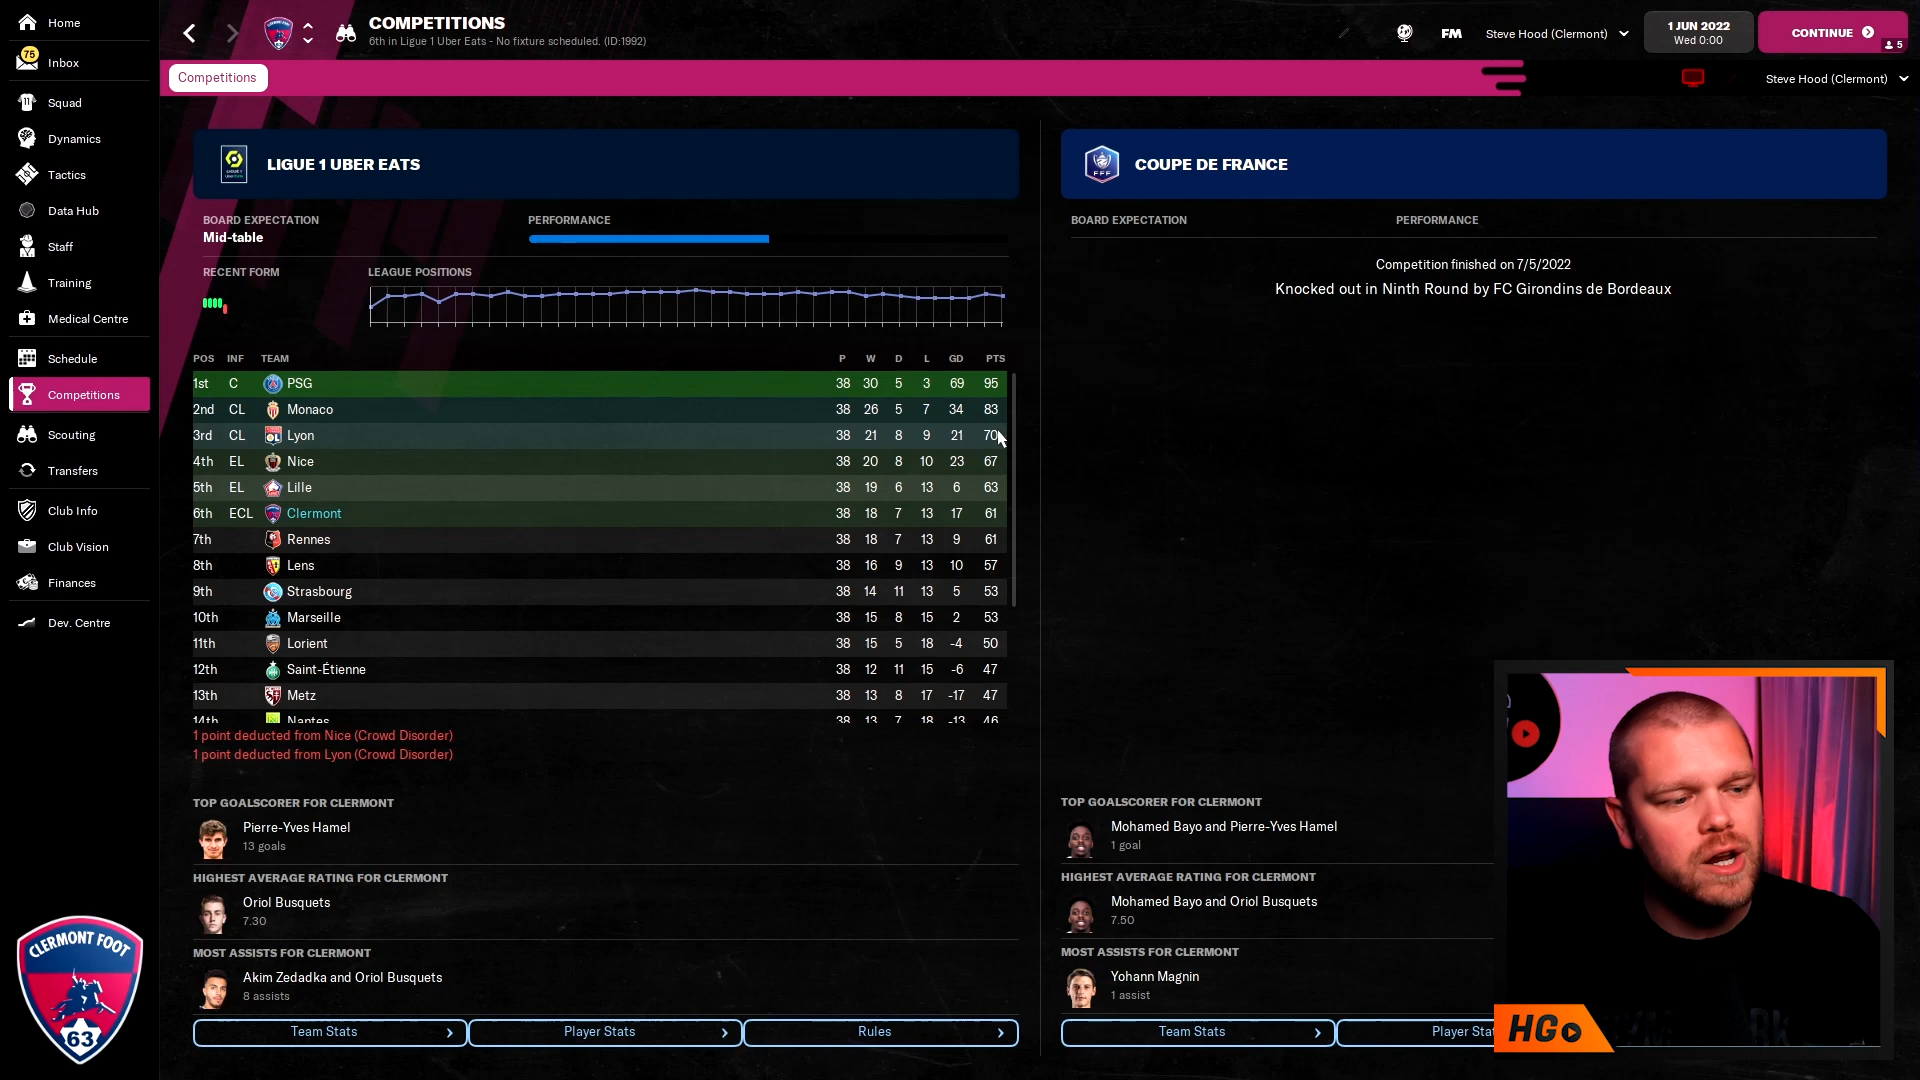 Home
75
Inbox
Squad
Dynamics
Tactics
Data Hub
Staff
Training
Medical Centre
Schedule
Competitions
Scouting
Transfers
Club Info
Club Vision
Finances
Dev. Centre
CLERMONT FOOT
63
COMPETITIONS
6th in Ligue 1 Uber Eats - No fixture scheduled. (ID:1992)
FM
Steve Hood (Clermont)
1 JUN 2022
Wed 0:00
CONTINUE
5
Competitions
Steve Hood (Clermont)
LIGUE 1 UBER EATS
BOARD EXPECTATION
Mid-table
PERFORMANCE
RECENT FORM
LEAGUE POSITIONS
POS INF TEAM P W D L GD PTS
1st C PSG 38 30 5 3 69 95
2nd CL Monaco 38 26 5 7 34 83
3rd CL Lyon 38 21 8 9 21 70
4th EL Nice 38 20 8 10 23 67
5th EL Lille 38 19 6 13 6 63
6th ECL Clermont 38 18 7 13 17 61
7th Rennes 38 18 7 13 9 61
8th Lens 38 16 9 13 10 57
9th Strasbourg 38 14 11 13 5 53
10th Marseille 38 15 8 15 2 53
11th Lorient 38 15 5 18 -4 50
12th Saint-Étienne 38 12 11 15 -6 47
13th Metz 38 13 8 17 -17 47
14th Nantes 38 13 7 18 -13 46
1 point deducted from Nice (Crowd Disorder)
1 point deducted from Lyon (Crowd Disorder)
TOP GOALSCORER FOR CLERMONT
Pierre-Yves Hamel
13 goals
HIGHEST AVERAGE RATING FOR CLERMONT
Oriol Busquets
7.30
MOST ASSISTS FOR CLERMONT
Akim Zedadka and Oriol Busquets
8 assists
Team Stats
Player Stats
Rules
COUPE DE FRANCE
FFF
BOARD EXPECTATION
PERFORMANCE
Competition finished on 7/5/2022
Knocked out in Ninth Round by FC Girondins de Bordeaux
TOP GOALSCORER FOR CLERMONT
Mohamed Bayo and Pierre-Yves Hamel
1 goal
HIGHEST AVERAGE RATING FOR CLERMONT
Mohamed Bayo and Oriol Busquets
7.50
MOST ASSISTS FOR CLERMONT
Yohann Magnin
1 assist
Team Stats
Player Stat
HG